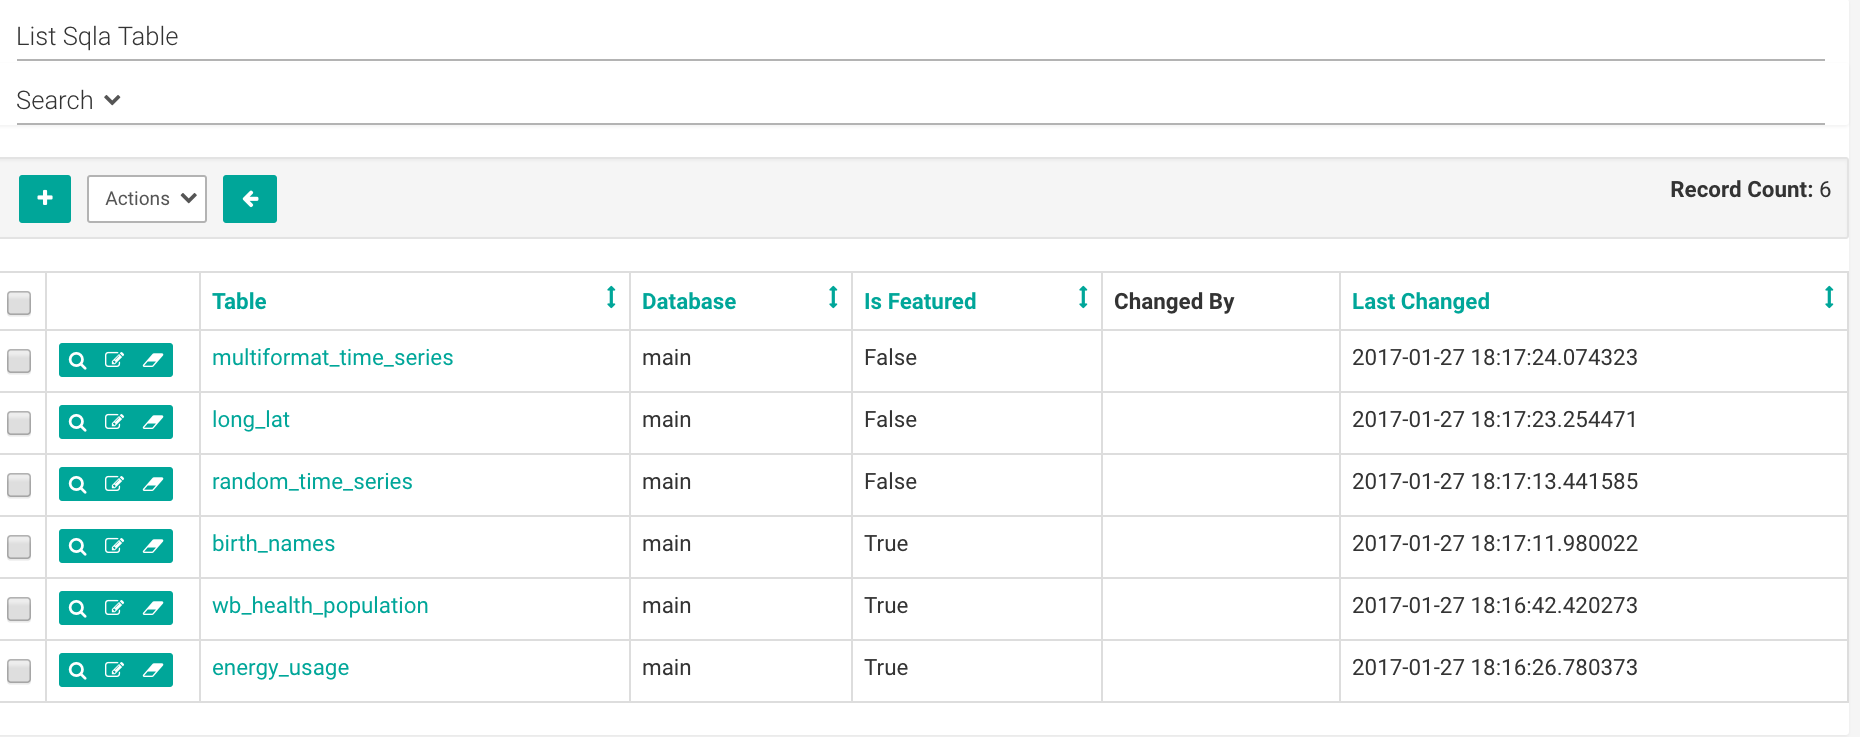 List Sqla Table
Search
Actions
Record Count: 6
Table Database Is Featured Changed By Last Changed
multiformat_time_series main False 2017-01-27 18:17:24.074323
long_lat main False 2017-01-27 18:17:23.254471
random_time_series main False 2017-01-27 18:17:13.441585
birth_names main True 2017-01-27 18:17:11.980022
wb_health_population main True 2017-01-27 18:16:42.420273
energy_usage main True 2017-01-27 18:16:26.780373